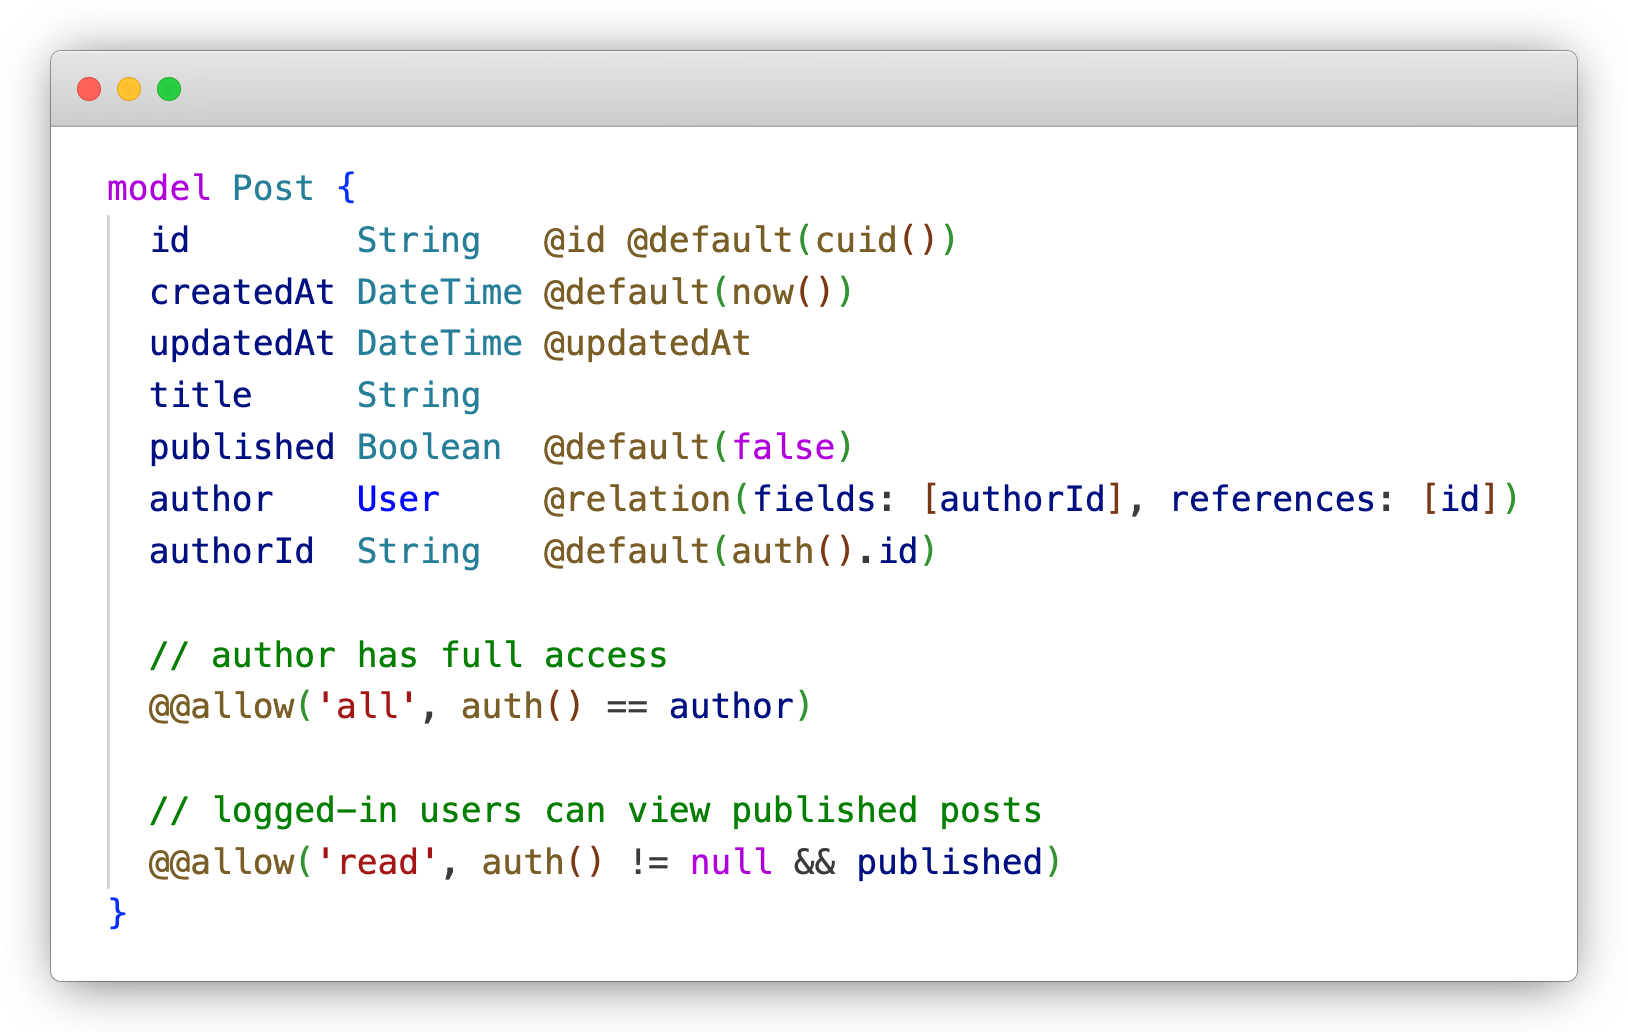 model Post {
  id        String   @id @default(cuid())
  createdAt DateTime @default(now())
  updatedAt DateTime @updatedAt
  title     String
  published Boolean  @default(false)
  author    User     @relation(fields: [authorId], references: [id])
  authorId  String   @default(auth().id)

  // author has full access
  @@allow('all', auth() == author)

  // logged-in users can view published posts
  @@allow('read', auth() != null && published)
}